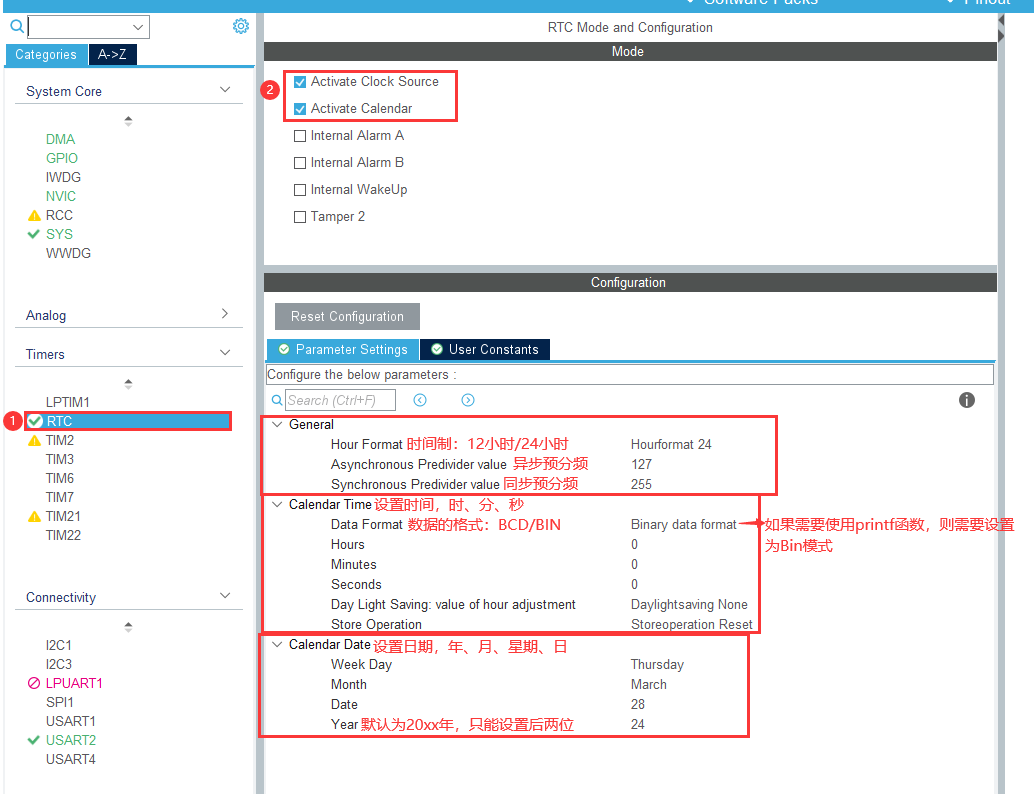 Software Packs
Pinout
RTC Mode and Configuration
Mode
Categories
A->Z
System Core
DMA
GPIO
IWDG
NVIC
RCC
SYS
WWDG
Analog
Timers
LPTIM1
1
RTC
TIM2
TIM3
TIM6
TIM7
TIM21
TIM22
Connectivity
I2C1
I2C3
LPUART1
SPI1
USART1
USART2
USART4
2
Activate Clock Source
Activate Calendar
Internal Alarm A
Internal Alarm B
Internal WakeUp
Tamper 2
Configuration
Reset Configuration
Parameter Settings
User Constants
Configure the below parameters :
Search (Ctrl+F)
General
Hour Format 时间制：12小时/24小时 Hourformat 24
Asynchronous Predivider value 异步预分频 127
Synchronous Predivider value 同步预分频 255
Calendar Time 设置时间，时、分、秒
Data Format 数据的格式：BCD/BIN Binary data format 如果需要使用printf函数，则需要设置
为Bin模式
Hours 0
Minutes 0
Seconds 0
Day Light Saving: value of hour adjustment Daylightsaving None
Store Operation Storeoperation Reset
Calendar Date 设置日期，年、月、星期、日
Week Day Thursday
Month March
Date 28
Year 默认为20xx年，只能设置后两位 24